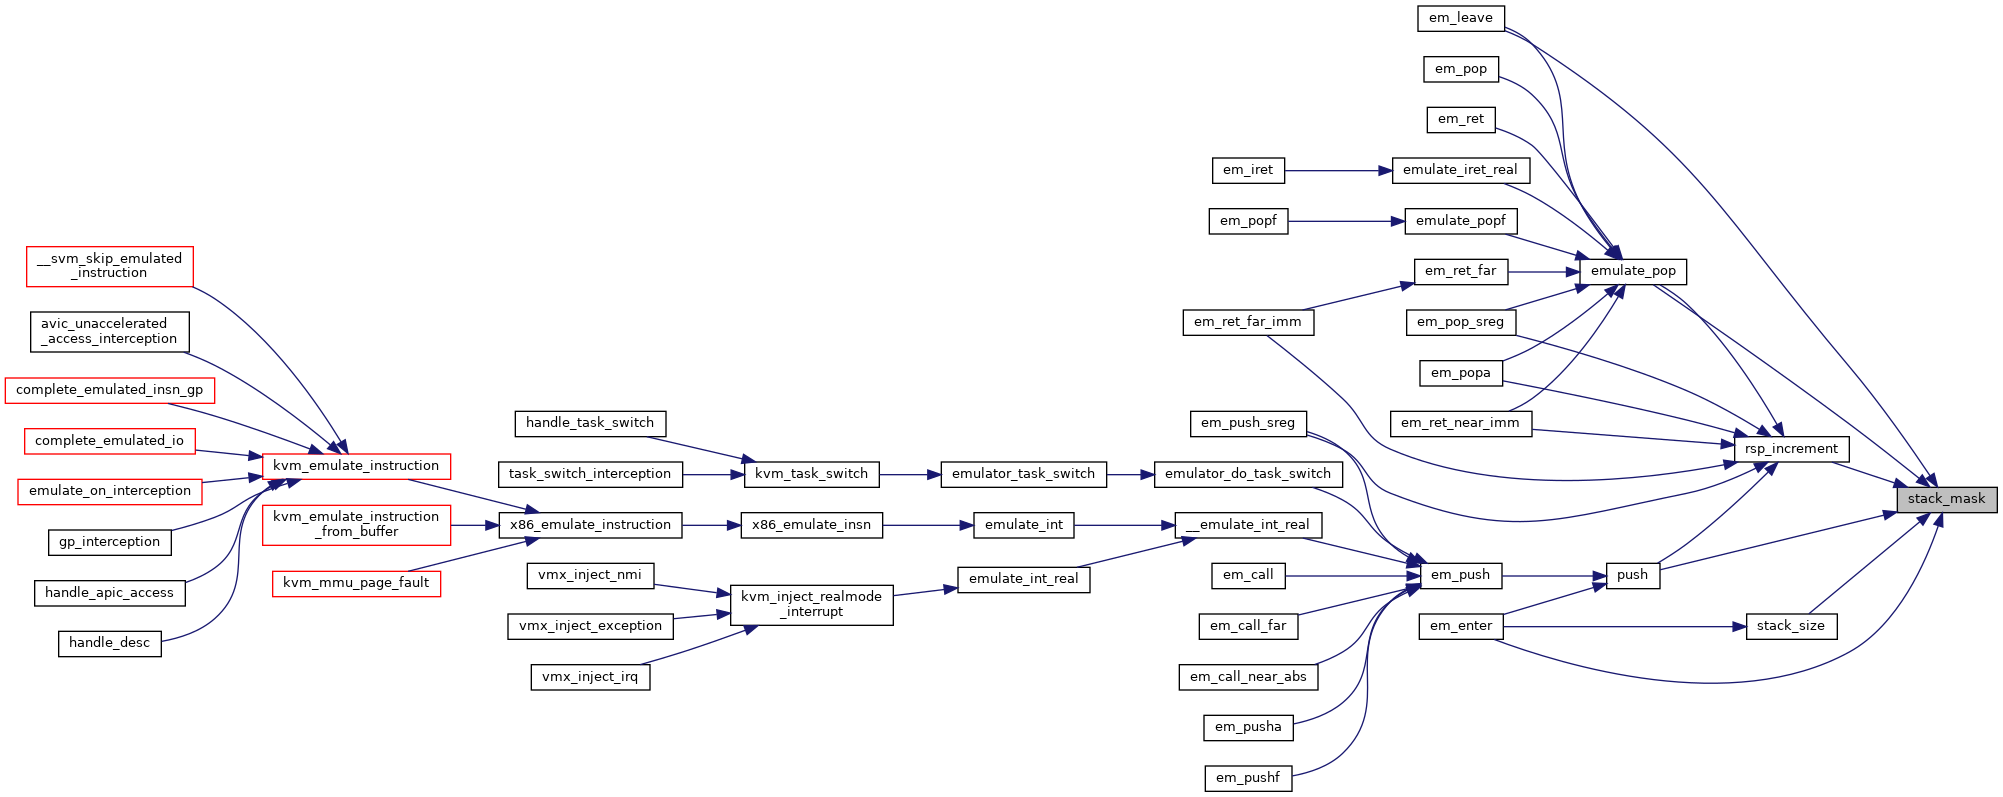 em_leave
em_pop
em_ret
em_iret
emulate_iret_real
em_popf
emulate_popf
__svm_skip_emulated
_instruction
em_ret_far
emulate_pop
avic_unaccelerated
_access_interception
em_ret_far_imm
em_pop_sreg
em_popa
complete_emulated_insn_gp
handle_task_switch
em_push_sreg
em_ret_near_imm
complete_emulated_io
rsp_increment
kvm_emulate_instruction
task_switch_interception
kvm_task_switch
emulator_task_switch
emulator_do_task_switch
emulate_on_interception
stack_mask
kvm_emulate_instruction
_from_buffer
x86_emulate_instruction
x86_emulate_insn
emulate_int
__emulate_int_real
gp_interception
kvm_mmu_page_fault
vmx_inject_nmi
emulate_int_real
em_call
em_push
push
handle_apic_access
kvm_inject_realmode
_interrupt
vmx_inject_exception
em_call_far
em_enter
stack_size
handle_desc
vmx_inject_irq
em_call_near_abs
em_pusha
em_pushf